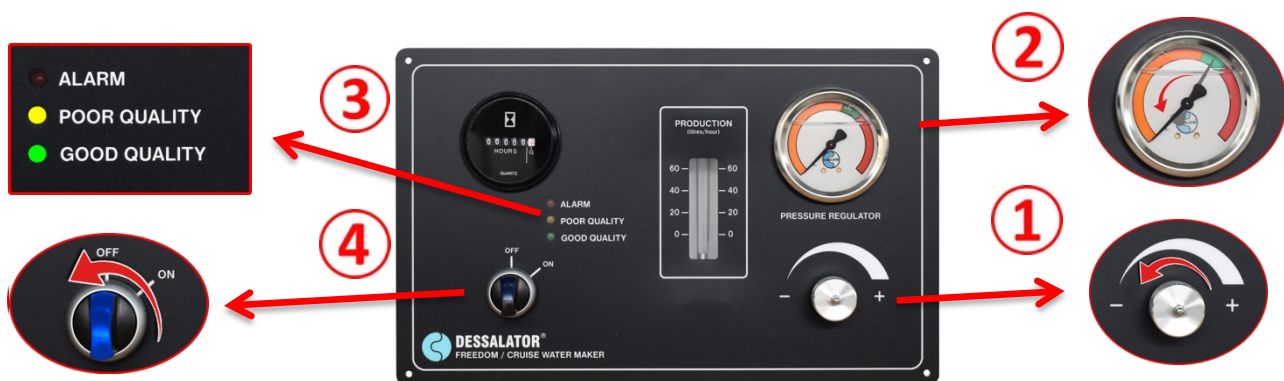 ALARM
POOR QUALITY
GOOD QUALITY
3
2
HOURS
QUARTZ
PRODUCTION
(litres/hour)
60 60
40 40
20 20
0 0
ALARM
POOR QUALITY
GOOD QUALITY
PRESSURE REGULATOR
1
4
OFF
ON
OFF
ON
- +
- +
DESSALATOR®
FREEDOM / CRUISE WATER MAKER